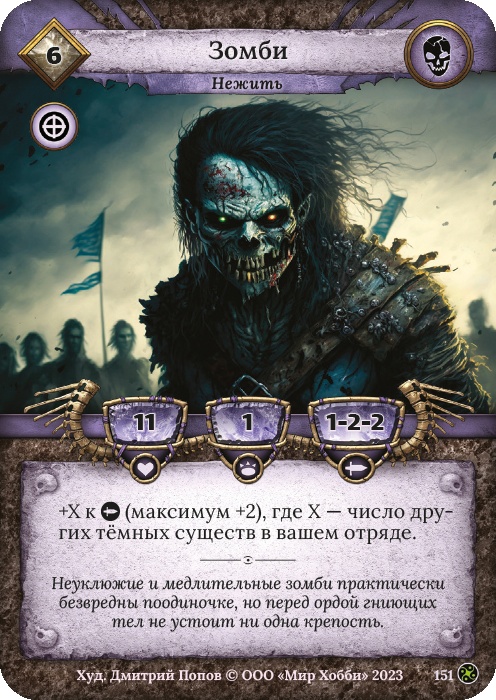 6
Зомби
Нежить
11
1
1-2-2
+X к (максимум +2), где X — число дру-
гих тёмных существ в вашем отряде.
Неуклюжие и медлительные зомби практически
безвредны поодиночке, но перед ордой гниющих
тел не устоит ни одна крепость.
Худ. Дмитрий Попов © ООО «Мир Хобби» 2023
151